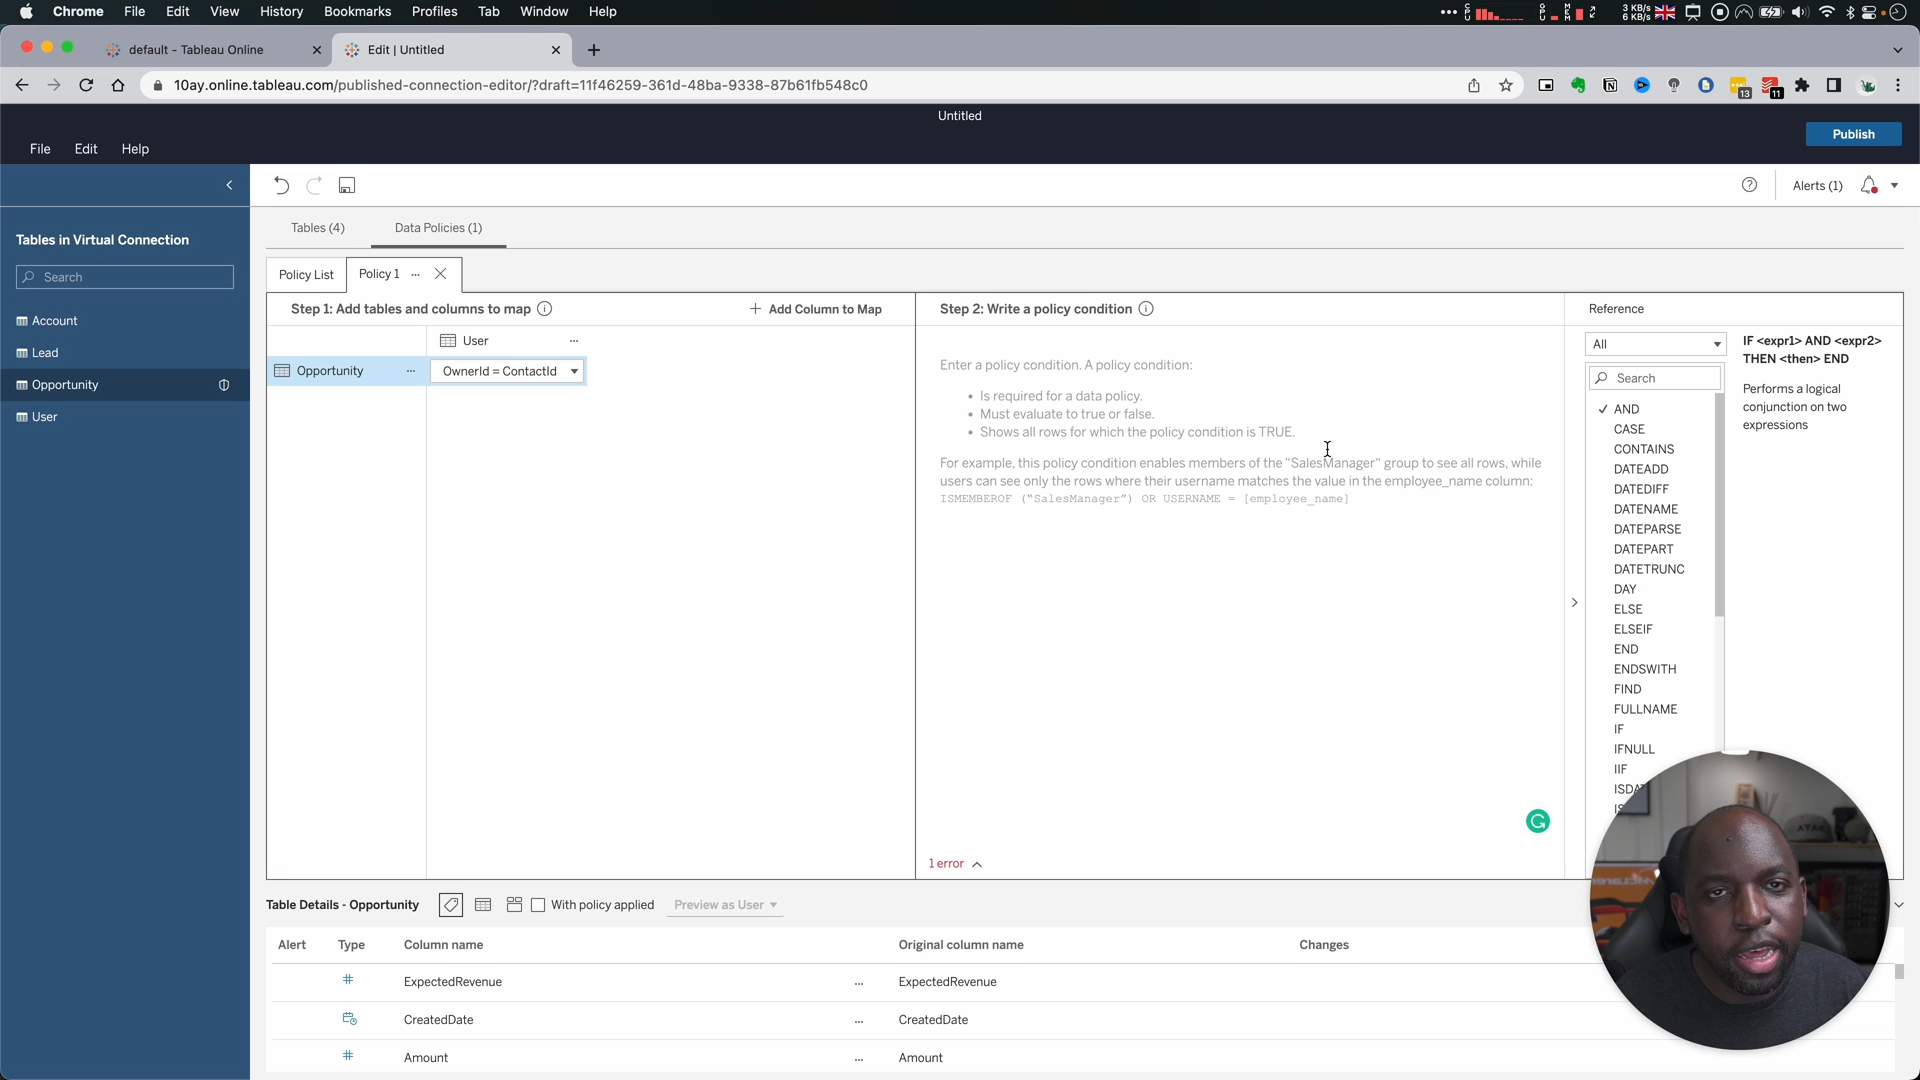 Chrome File Edit View History Bookmarks Profiles Tab Window Help
3 KB/s
6 KB/s
default - Tableau Online
Edit | Untitled
10ay.online.tableau.com/published-connection-editor/?draft=11f46259-361d-48ba-9338-87b61fb548c0
13
11
Untitled
File Edit Help
Publish
Alerts (1)
Tables in Virtual Connection
Search
Account
Lead
Opportunity
User
Tables (4)
Data Policies (1)
Policy List
Policy 1 ...
Step 1: Add tables and columns to map
Add Column to Map
User ...
Opportunity ...
OwnerId = ContactId
Step 2: Write a policy condition
Enter a policy condition. A policy condition:
• Is required for a data policy.
• Must evaluate to true or false.
• Shows all rows for which the policy condition is TRUE.
For example, this policy condition enables members of the “SalesManager” group to see all rows, while
users can see only the rows where their username matches the value in the employee_name column:
ISMEMBEROF (“SalesManager”) OR USERNAME = [employee_name]
1 error
Reference
All
Search
AND
CASE
CONTAINS
DATEADD
DATEDIFF
DATENAME
DATEPARSE
DATEPART
DATETRUNC
DAY
ELSE
ELSEIF
END
ENDSWITH
FIND
FULLNAME
IF
IFNULL
IIF
IF <expr1> AND <expr2>
THEN <then> END
Performs a logical
conjunction on two
expressions
Table Details - Opportunity
With policy applied
Preview as User
Alert Type Column name Original column name Changes
ExpectedRevenue ... ExpectedRevenue
CreatedDate ... CreatedDate
Amount ... Amount